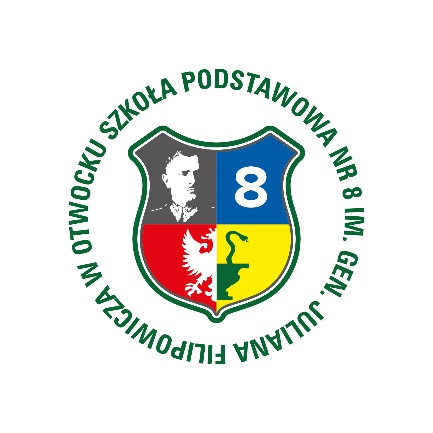 SZKOŁA PODSTAWOWA NR 8 IM. GEN. JULIANA FILIPOWICZA W OTWOCKU
8